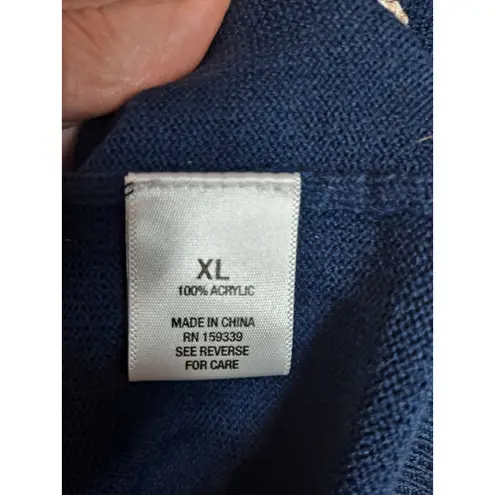 XL
100% ACRYLIC
MADE IN CHINA
RN 159339
SEE REVERSE
FOR CARE